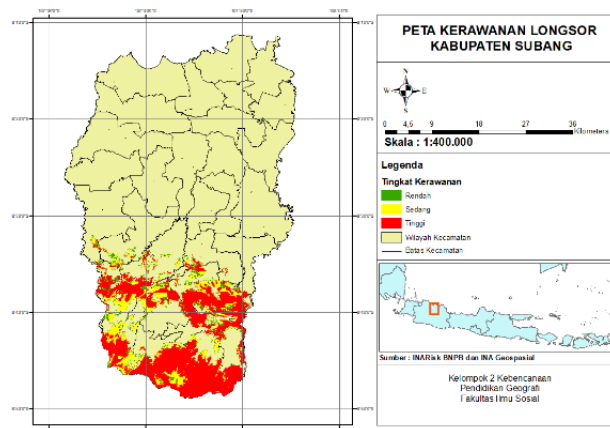 PETA KERAWANAN LONGSOR
KABUPATEN SUBANG
N
W E
S
0 4,5 9 18 27 36
Kilometers
Skala : 1:400.000
Legenda
Tingkat Kerawanan
Rendah
Sedang
Tinggi
Wilayah Kecamatan
Batas Kecamatan
Sumber : INARisk BNPB dan INA Geospasial
Kelompok 2 Kebencanaan
Pendidikan Geografi
Fakultas Ilmu Sosial